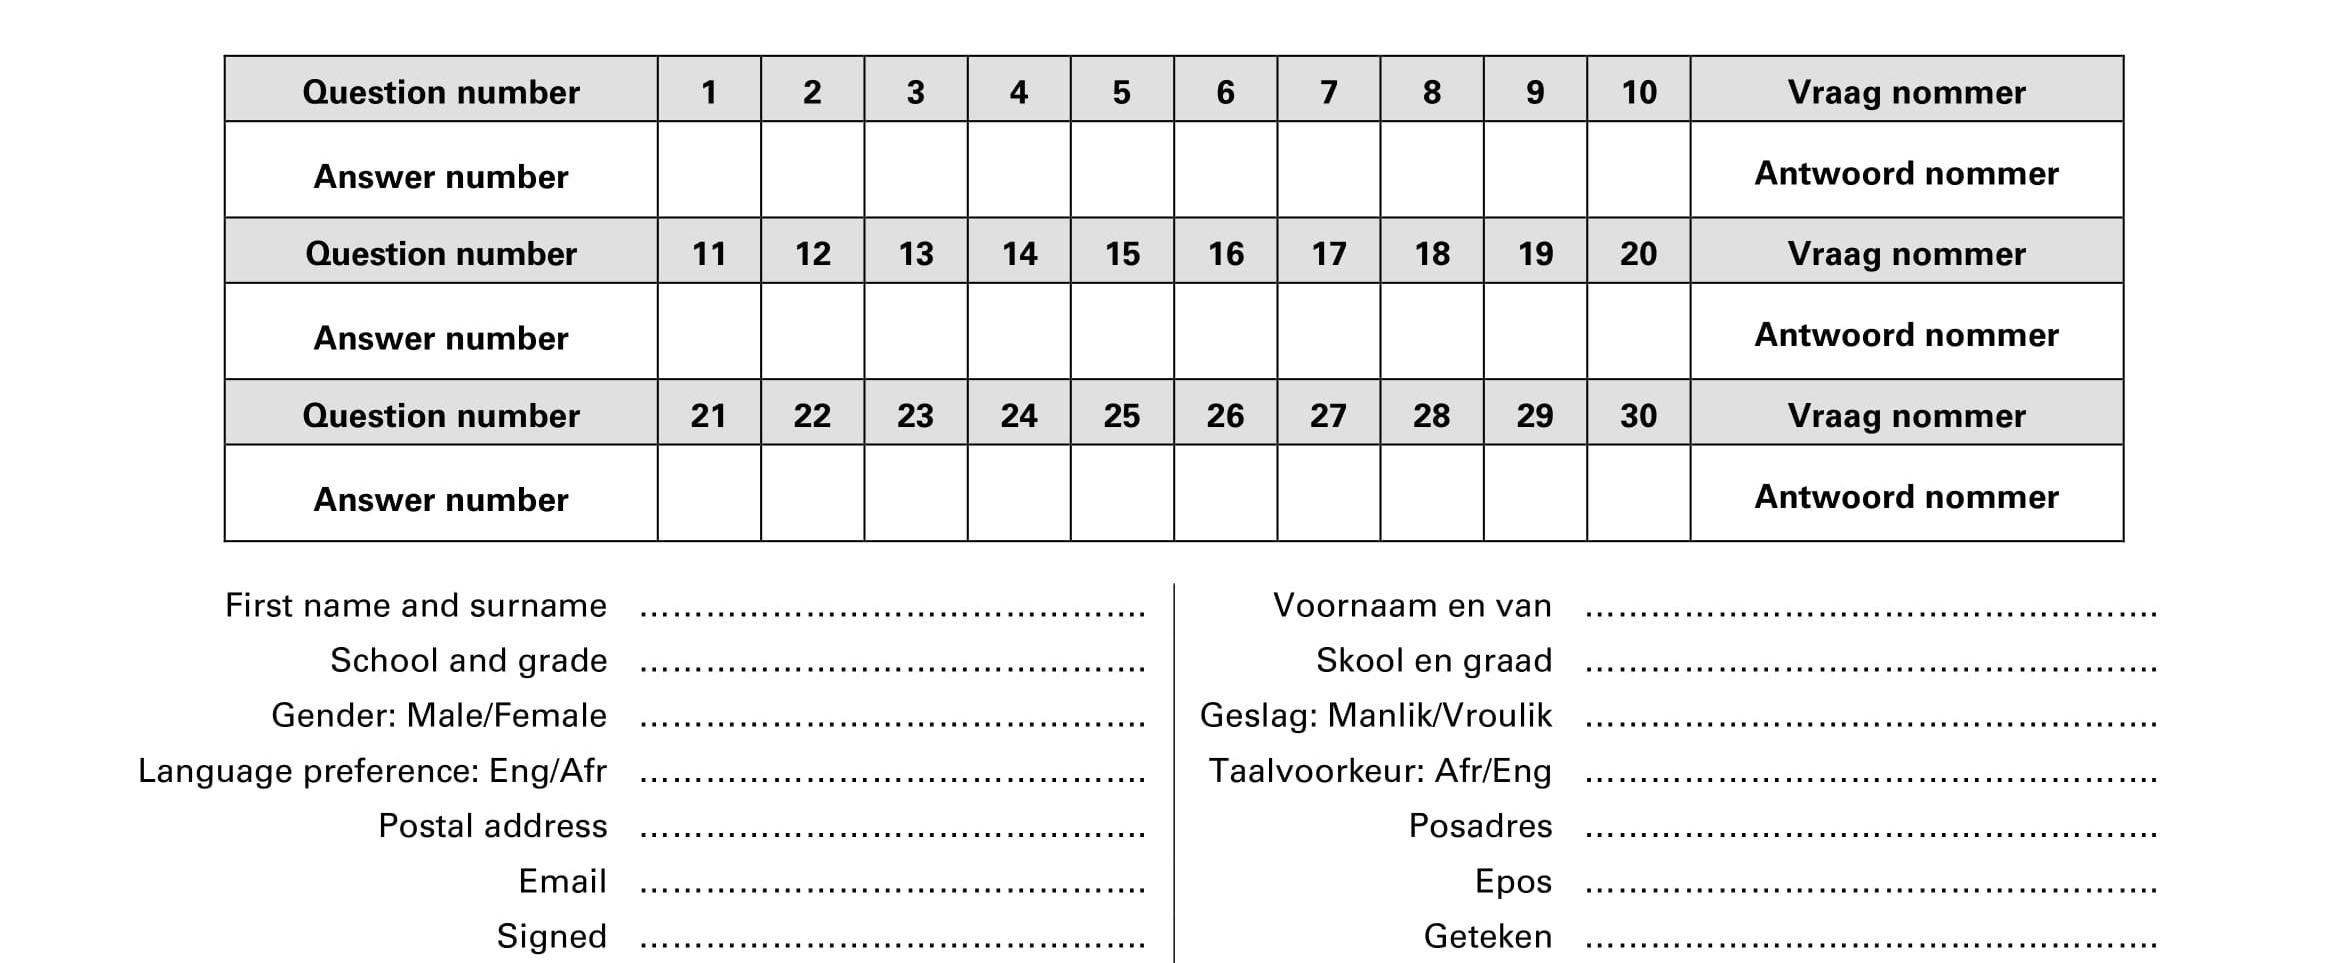 Question number 1 2 3 4 5 6 7 8 9 10 Vraag nommer
Answer number Antwoord nommer
Question number 11 12 13 14 15 16 17 18 19 20 Vraag nommer
Answer number Antwoord nommer
Question number 21 22 23 24 25 26 27 28 29 30 Vraag nommer
Answer number Antwoord nommer
First name and surname ……………………………………….
School and grade ……………………………………….
Gender: Male/Female ……………………………………….
Language preference: Eng/Afr ……………………………………….
Postal address ……………………………………….
Email ……………………………………….
Signed ……………………………………….
Voornaam en van …………………………………………….
Skool en graad …………………………………………….
Geslag: Manlik/Vroulik …………………………………………….
Taalvoorkeur: Afr/Eng …………………………………………….
Posadres …………………………………………….
Epos …………………………………………….
Geteken …………………………………………….